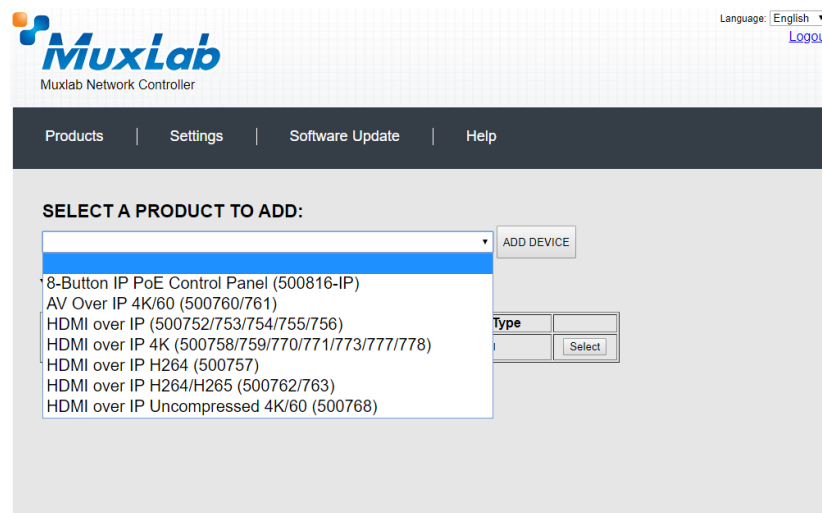 Language: English
Logou
MuxLab
Muxlab Network Controller
Products | Settings | Software Update | Help
SELECT A PRODUCT TO ADD:
ADD DEVICE
8-Button IP PoE Control Panel (500816-IP)
AV Over IP 4K/60 (500760/761)
HDMI over IP (500752/753/754/755/756)
Type
HDMI over IP 4K (500758/759/770/771/773/777/778)
Select
HDMI over IP H264 (500757)
HDMI over IP H264/H265 (500762/763)
HDMI over IP Uncompressed 4K/60 (500768)